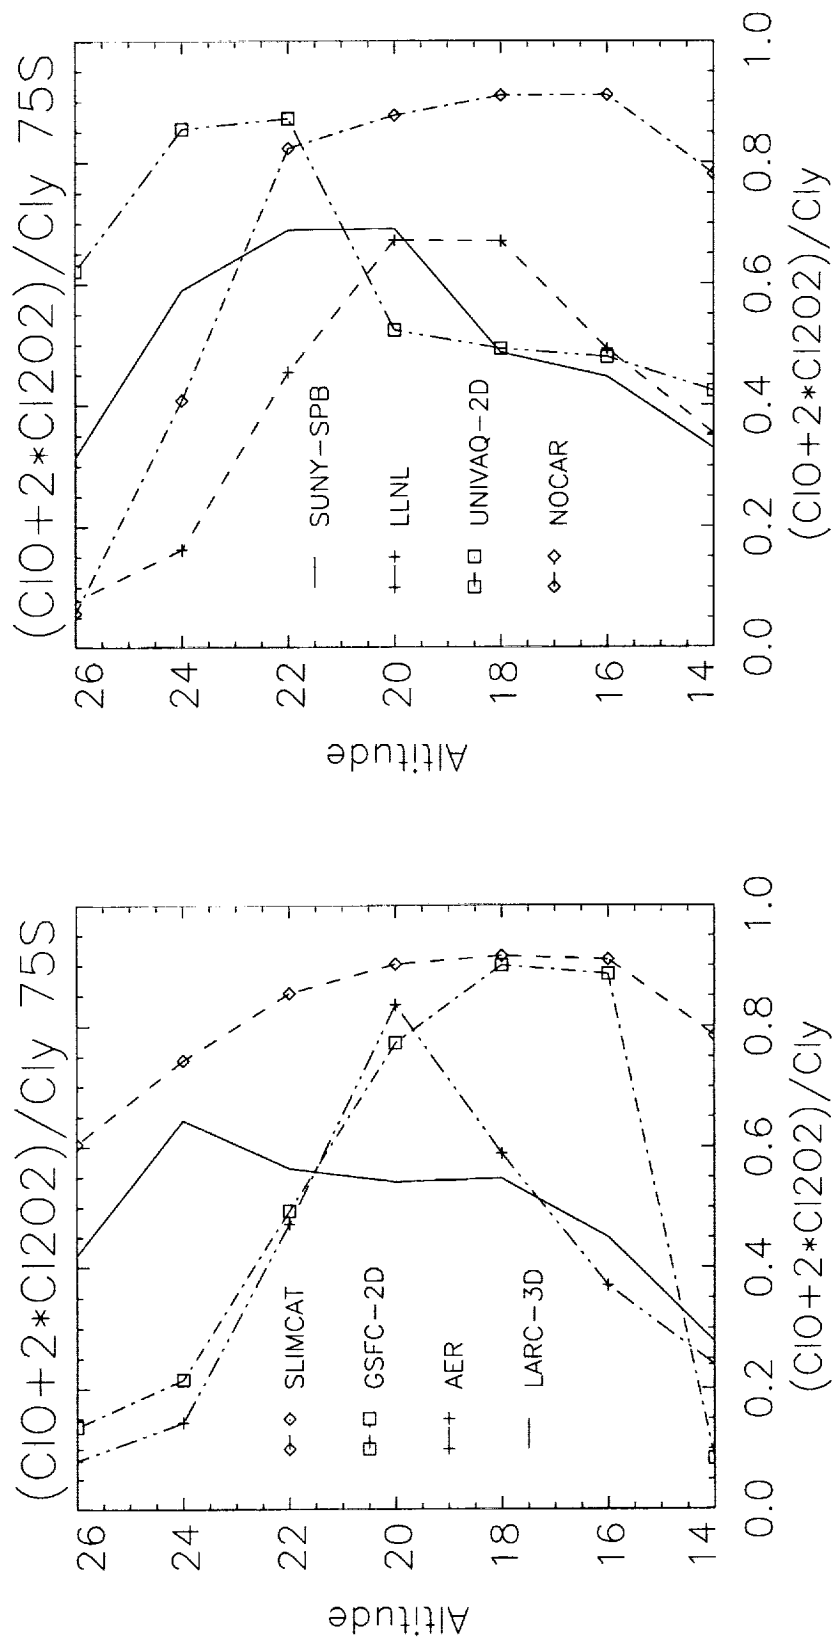 (ClO+2*Cl2O2)/Cly 75S
26
24
22
20
18
16
14
Altitude
SLIMCAT
GSFC-2D
AER
LARC-3D
0.0 0.2 0.4 0.6 0.8 1.0
(ClO+2*Cl2O2)/Cly
(ClO+2*Cl2O2)/Cly 75S
26
24
22
20
18
16
14
Altitude
SUNY-SPB
LLNL
UNIVAQ-2D
NOCAR
0.0 0.2 0.4 0.6 0.8 1.0
(ClO+2*Cl2O2)/Cly